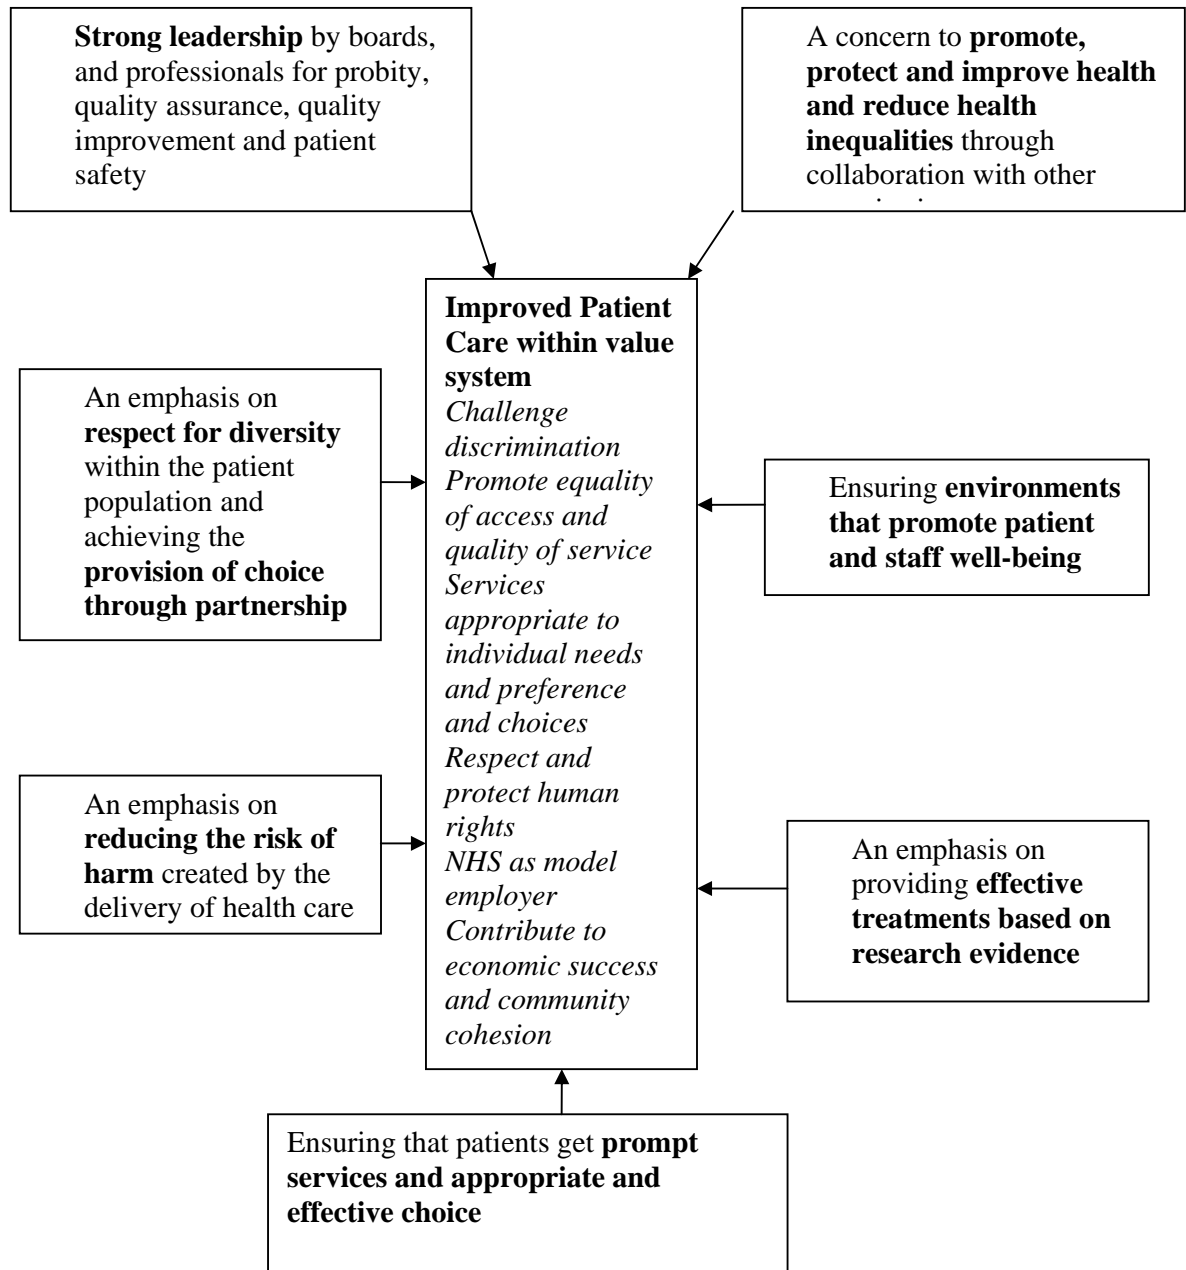 Strong leadership by boards,
and professionals for probity,
quality assurance, quality
improvement and patient
safety
A concern to promote,
protect and improve health
and reduce health
inequalities through
collaboration with other
Improved Patient
Care within value
system
Challenge
discrimination
Promote equality
of access and
quality of service
Services
appropriate to
individual needs
and preference
and choices
Respect and
protect human
rights
NHS as model
employer
Contribute to
economic success
and community
cohesion
An emphasis on
respect for diversity
within the patient
population and
achieving the
provision of choice
through partnership
Ensuring environments
that promote patient
and staff well-being
An emphasis on
reducing the risk of
harm created by the
delivery of health care
An emphasis on
providing effective
treatments based on
research evidence
Ensuring that patients get prompt
services and appropriate and
effective choice